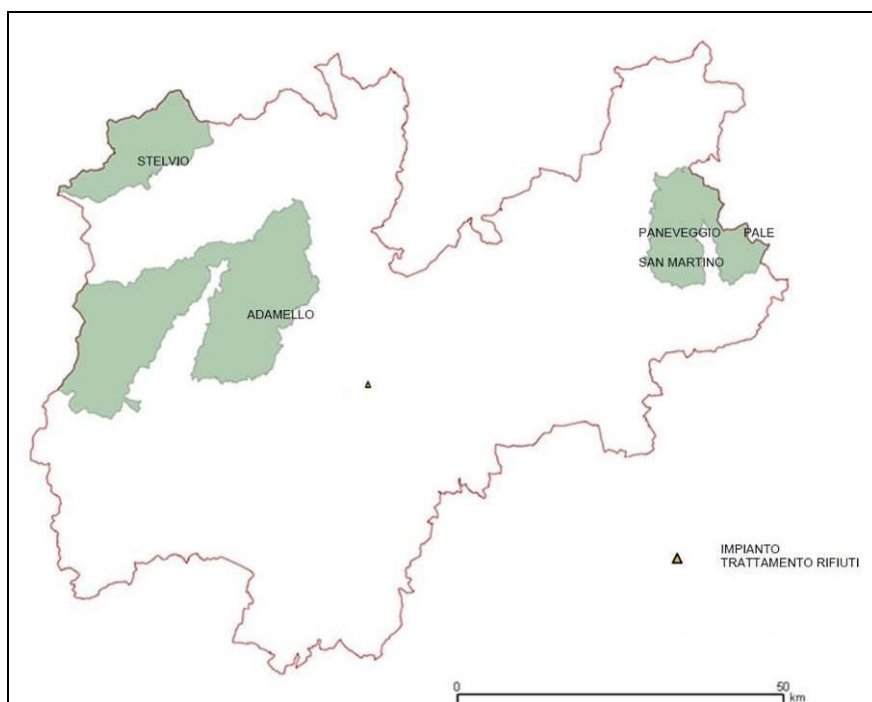 STELVIO
PANEVEGGIO PALE
SAN MARTINO
ADAMELLO
IMPIANTO
TRATTAMENTO RIFIUTI
0 50
km